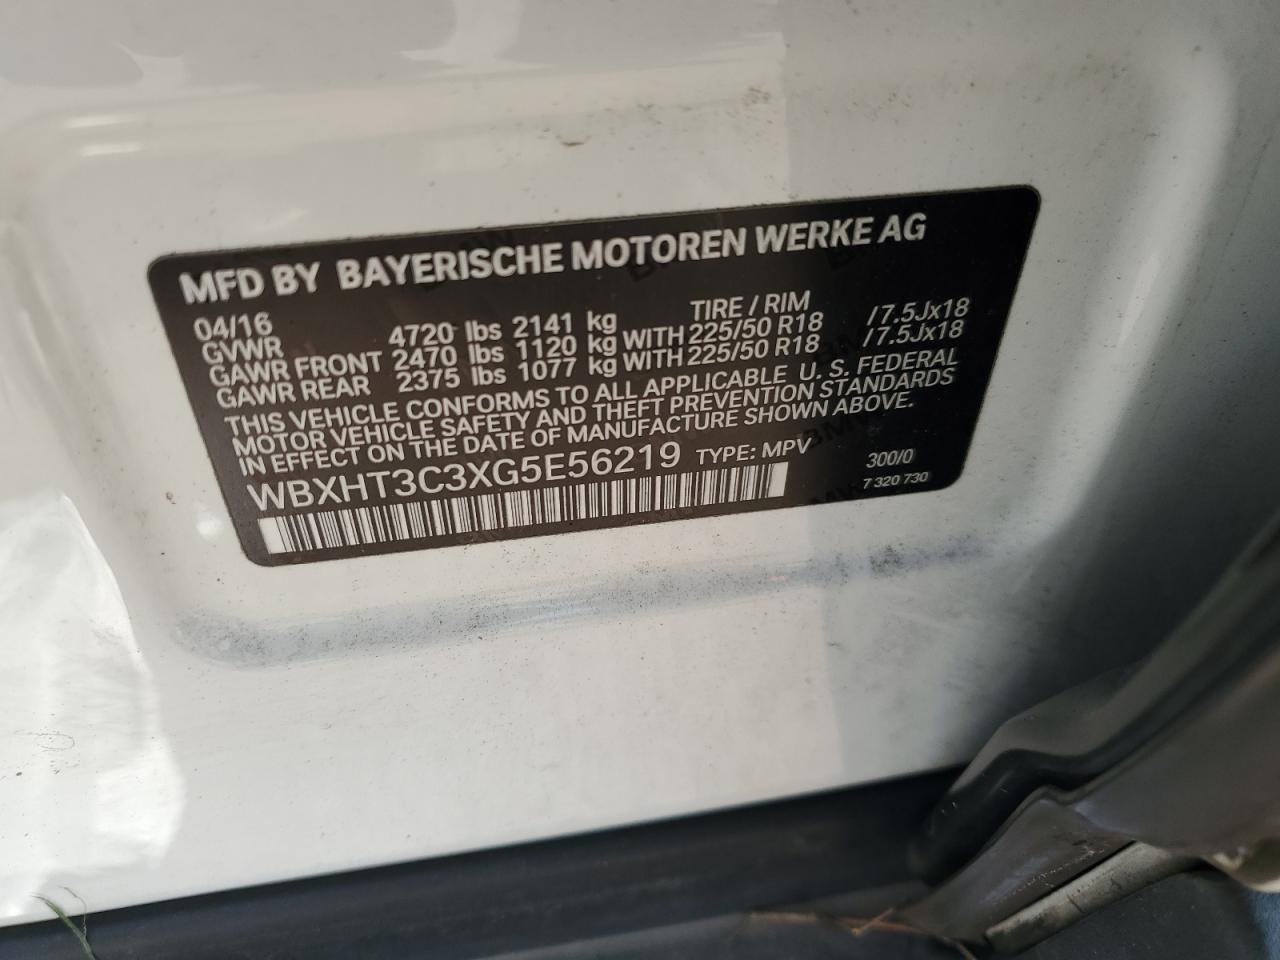 MFD BY BAYERISCHE MOTOREN WERKE AG
04/16 TIRE / RIM
GVWR 4720 lbs 2141 kg
GAWR FRONT 2470 lbs 1120 kg WITH 225/50 R18 /7.5Jx18
GAWR REAR 2375 lbs 1077 kg WITH 225/50 R18 /7.5Jx18
THIS VEHICLE CONFORMS TO ALL APPLICABLE U. S. FEDERAL
MOTOR VEHICLE SAFETY AND THEFT PREVENTION STANDARDS
IN EFFECT ON THE DATE OF MANUFACTURE SHOWN ABOVE.
WBXHT3C3XG5E56219 TYPE: MPV 300/0
7 320 730